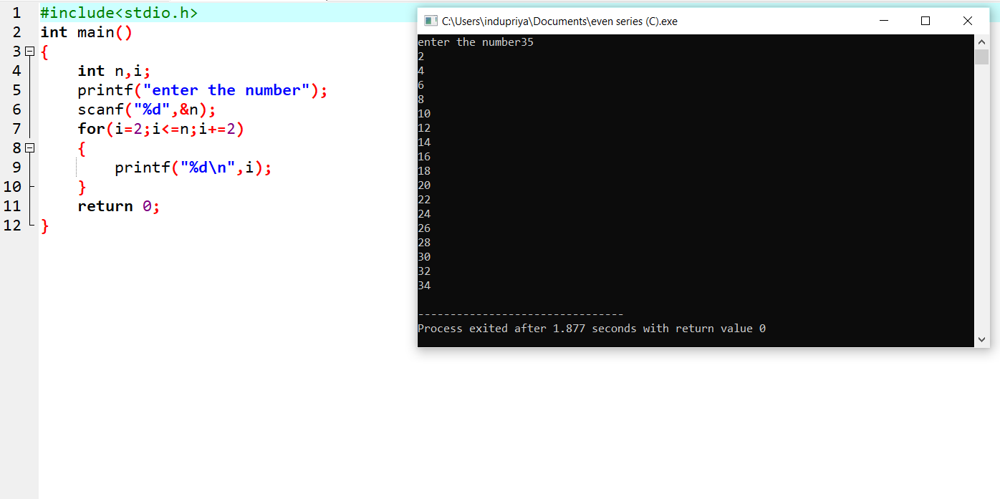 1 #include<stdio.h>
2 int main()
3 {
4 int n,i;
5 printf("enter the number");
6 scanf("%d",&n);
7 for(i=2;i<=n;i+=2)
8 {
9 printf("%d\n",i);
10 }
11 return 0;
12 }
C:\Users\indupriya\Documents\even series (C).exe
enter the number35
2
4
6
8
10
12
14
16
18
20
22
24
26
28
30
32
34
--------------------------------
Process exited after 1.877 seconds with return value 0